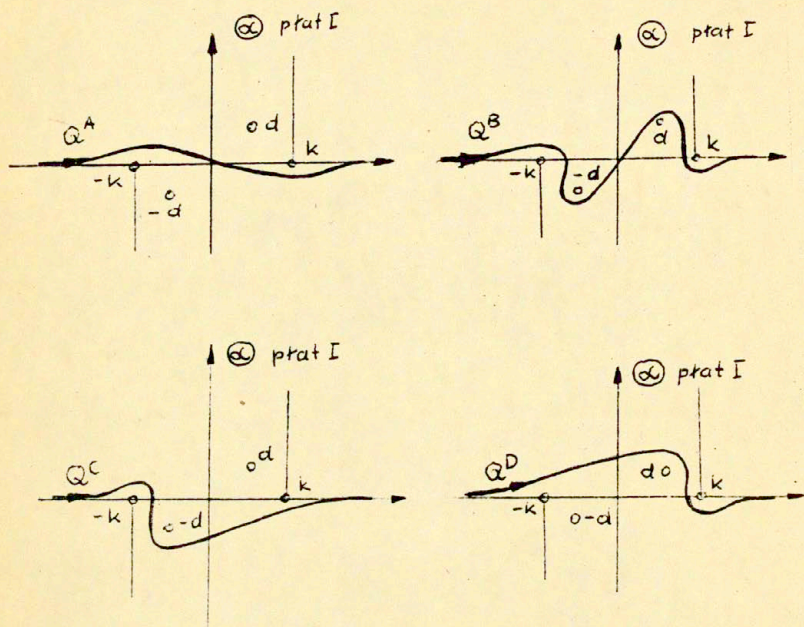 α płat I
Q^A
d
k
-k
-d
α płat I
Q^B
d
k
-k
-d
α płat I
Q^C
d
k
-k
-d
α płat I
Q^D
d
k
-k
-d